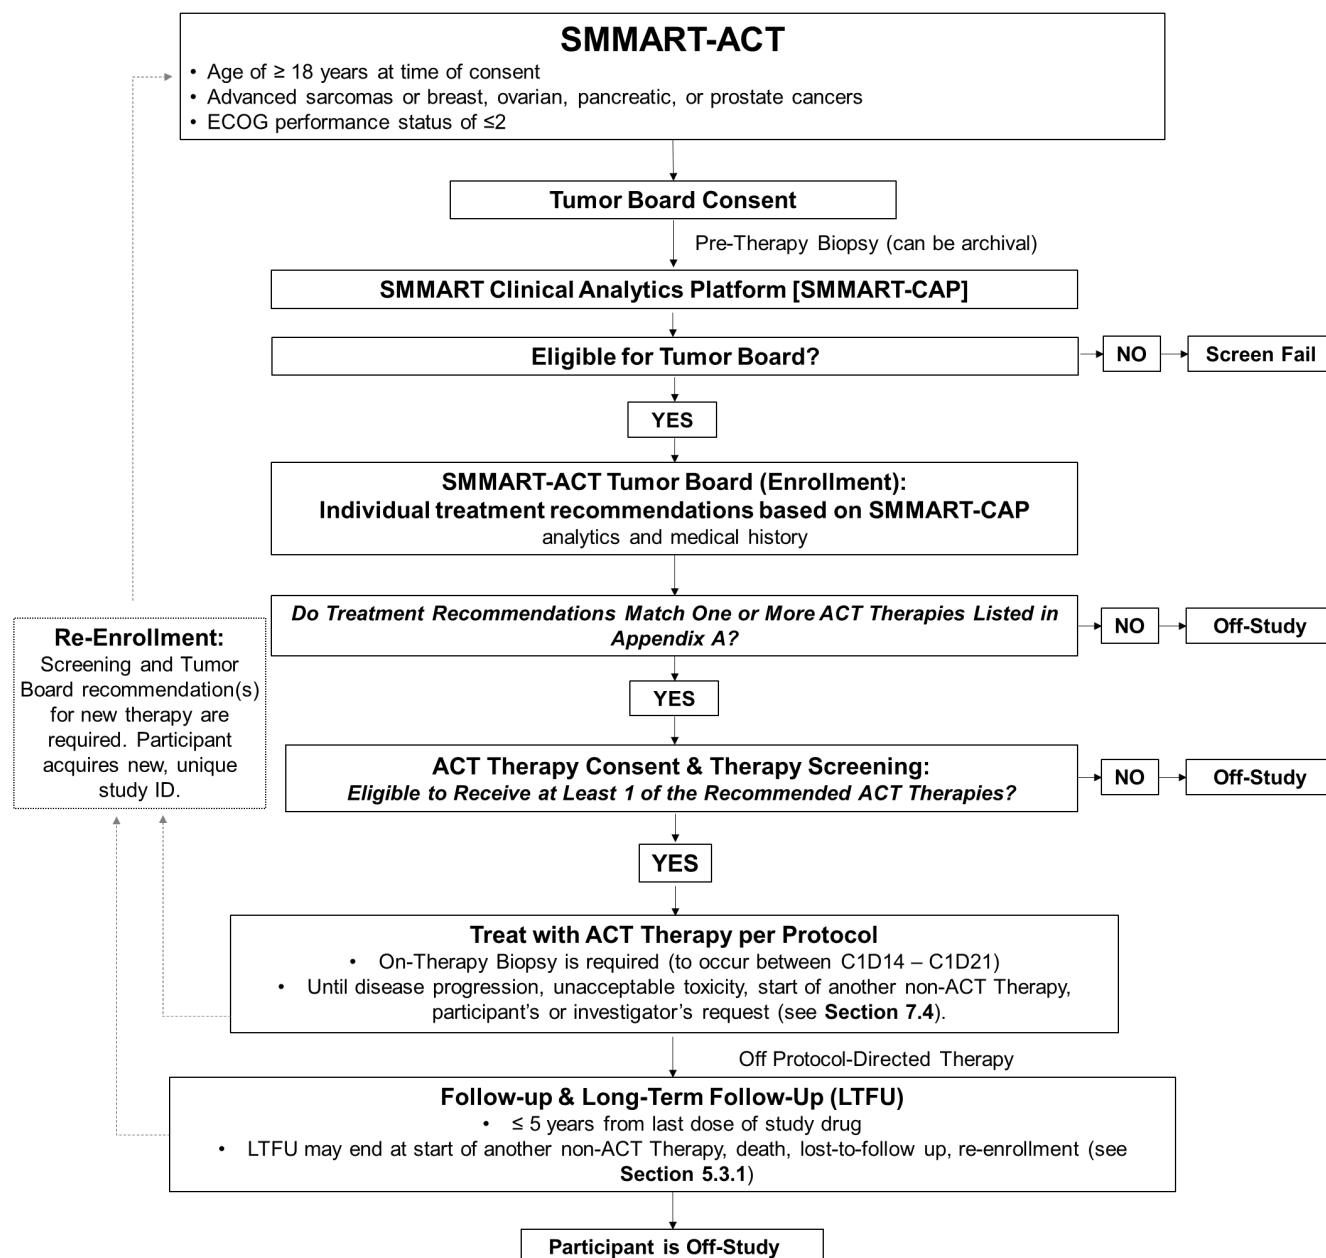 SMMART-ACT
• Age of ≥ 18 years at time of consent
• Advanced sarcomas or breast, ovarian, pancreatic, or prostate cancers
• ECOG performance status of ≤2
Tumor Board Consent
Pre-Therapy Biopsy (can be archival)
SMMART Clinical Analytics Platform [SMMART-CAP]
Eligible for Tumor Board?
NO
Screen Fail
YES
SMMART-ACT Tumor Board (Enrollment):
Individual treatment recommendations based on SMMART-CAP
analytics and medical history
Do Treatment Recommendations Match One or More ACT Therapies Listed in
Appendix A?
NO
Off-Study
YES
ACT Therapy Consent & Therapy Screening:
Eligible to Receive at Least 1 of the Recommended ACT Therapies?
NO
Off-Study
YES
Re-Enrollment:
Screening and Tumor
Board recommendation(s)
for new therapy are
required. Participant
acquires new, unique
study ID.
Treat with ACT Therapy per Protocol
• On-Therapy Biopsy is required (to occur between C1D14 – C1D21)
• Until disease progression, unacceptable toxicity, start of another non-ACT Therapy,
participant's or investigator's request (see Section 7.4).
Off Protocol-Directed Therapy
Follow-up & Long-Term Follow-Up (LTFU)
• ≤ 5 years from last dose of study drug
• LTFU may end at start of another non-ACT Therapy, death, lost-to-follow up, re-enrollment (see
Section 5.3.1)
Participant is Off-Study